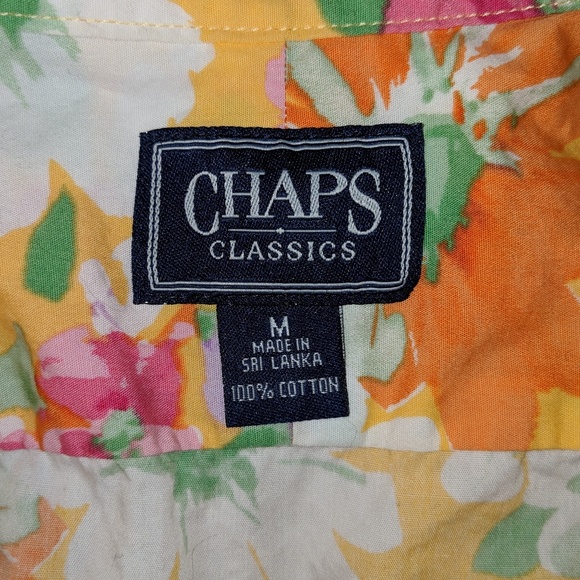 CHAPS
CLASSICS
M
MADE IN
SRI LANKA
100% COTTON